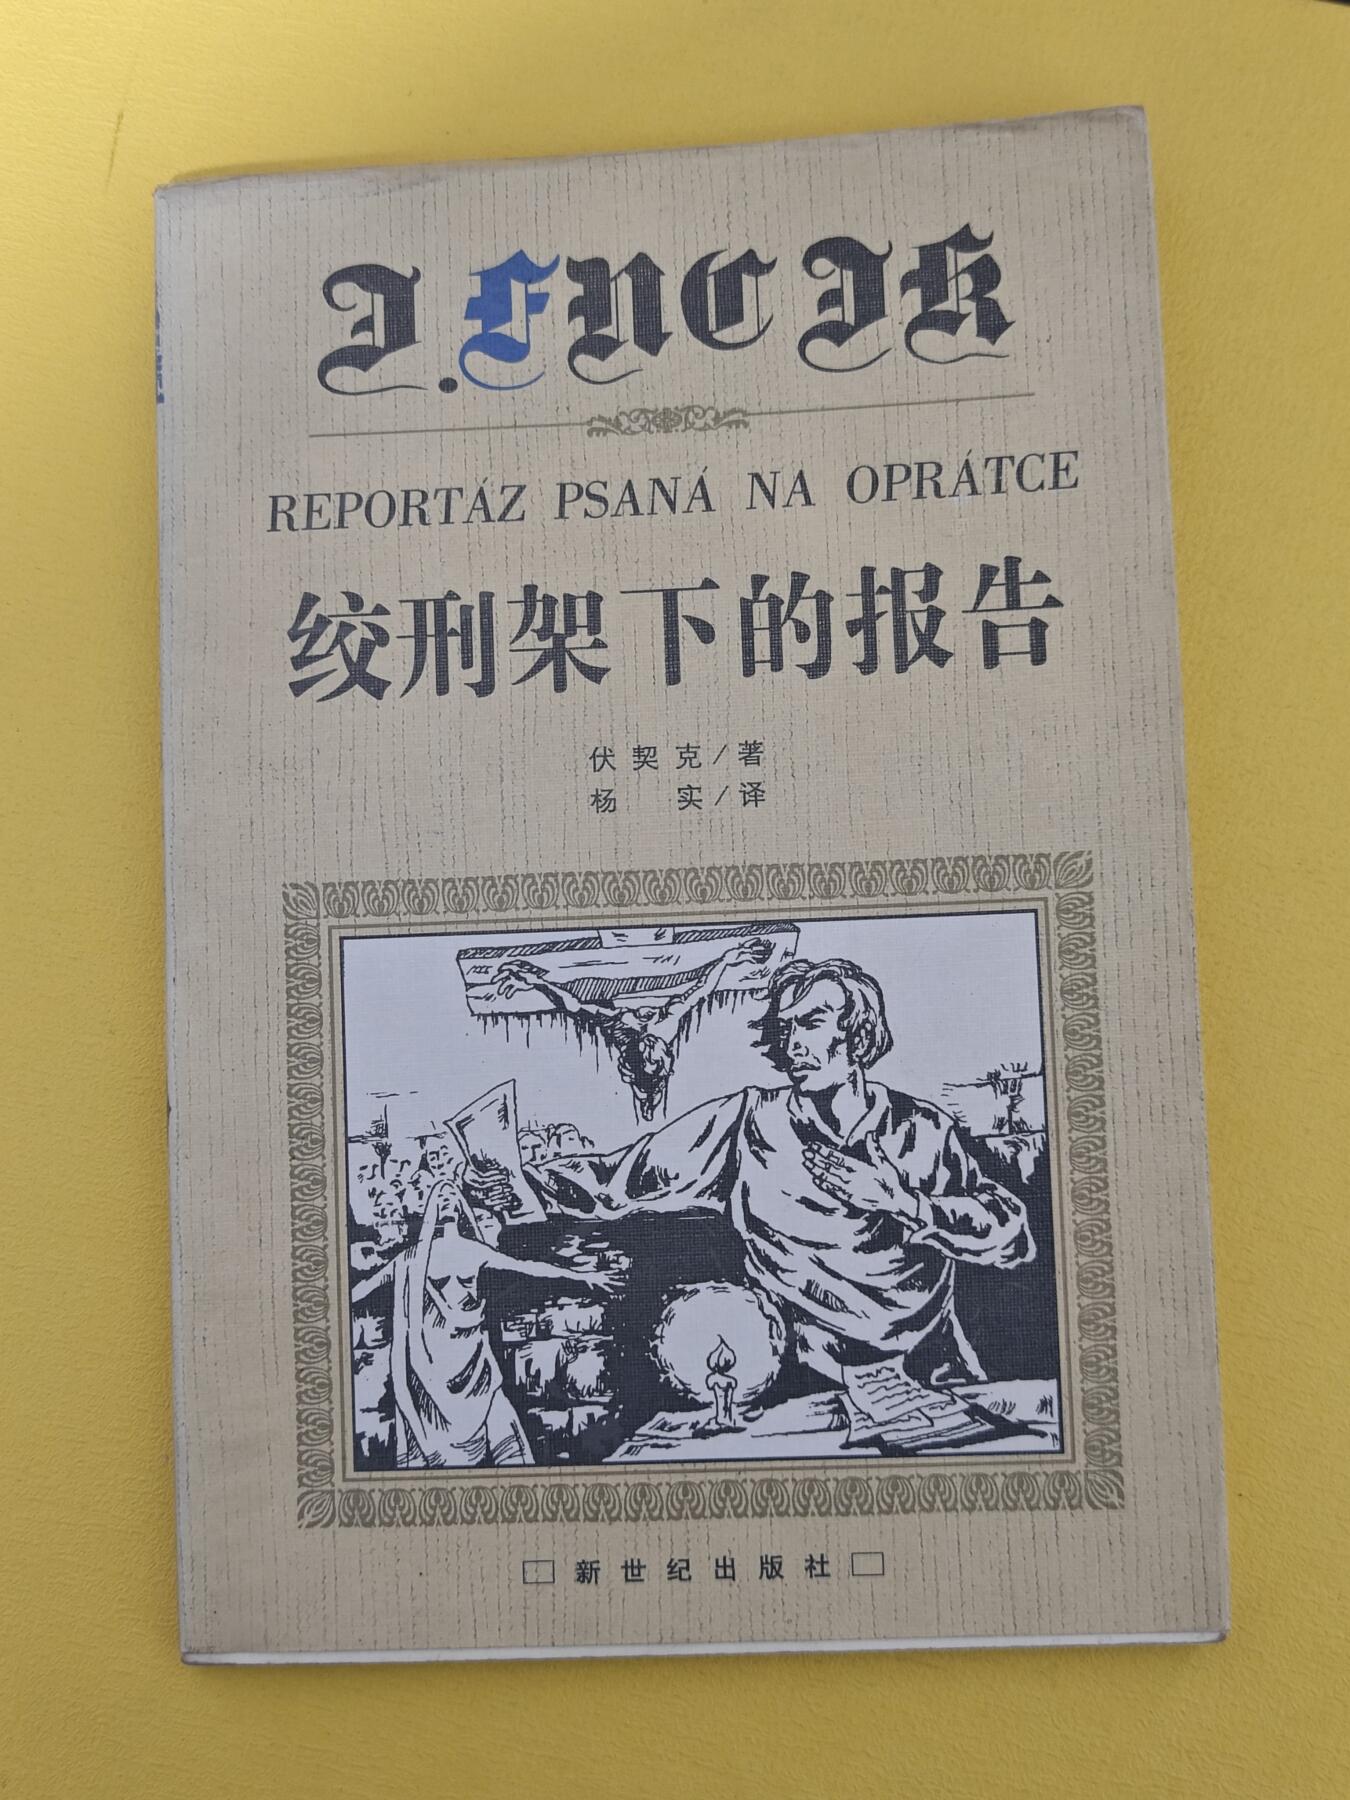 J.FUCIK
REPORTÁZ PSANÁ NA OPRÁTCE
绞刑架下的报告
伏契克/著
杨实/译
新世纪出版社